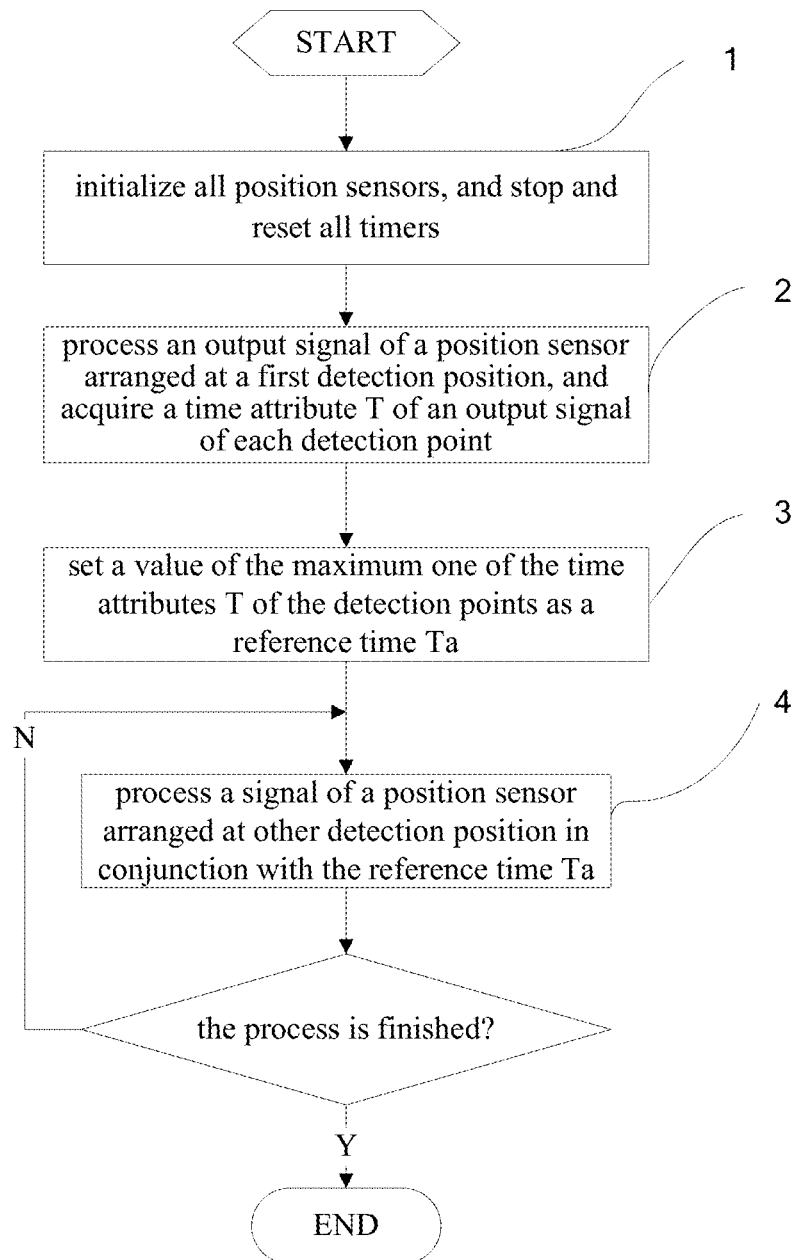 START
1
initialize all position sensors, and stop and
reset all timers
2
process an output signal of a position sensor
arranged at a first detection position, and
acquire a time attribute T of an output signal
of each detection point
3
set a value of the maximum one of the time
attributes T of the detection points as a
reference time Ta
4
N
process a signal of a position sensor
arranged at other detection position in
conjunction with the reference time Ta
the process is finished?
Y
END